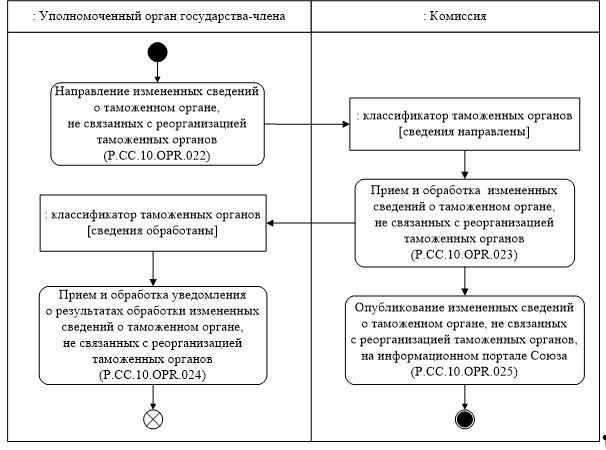 : Уполномоченный орган государства-члена
: Комиссия
Направление измененных сведений
о таможенном органе,
не связанных с реорганизацией
таможенных органов
(P.CC.10.OPR.022)
: классификатор таможенных органов
[сведения направлены]
Прием и обработка измененных
сведений о таможенном органе,
не связанных с реорганизацией
таможенных органов
(P.CC.10.OPR.023)
: классификатор таможенных органов
[сведения обработаны]
Прием и обработка уведомления
о результатах обработки измененных
сведений о таможенном органе,
не связанных с реорганизацией
таможенных органов
(P.CC.10.OPR.024)
Опубликование измененных сведений
о таможенном органе, не связанных
с реорганизацией таможенных органов,
на информационном портале Союза
(P.CC.10.OPR.025)